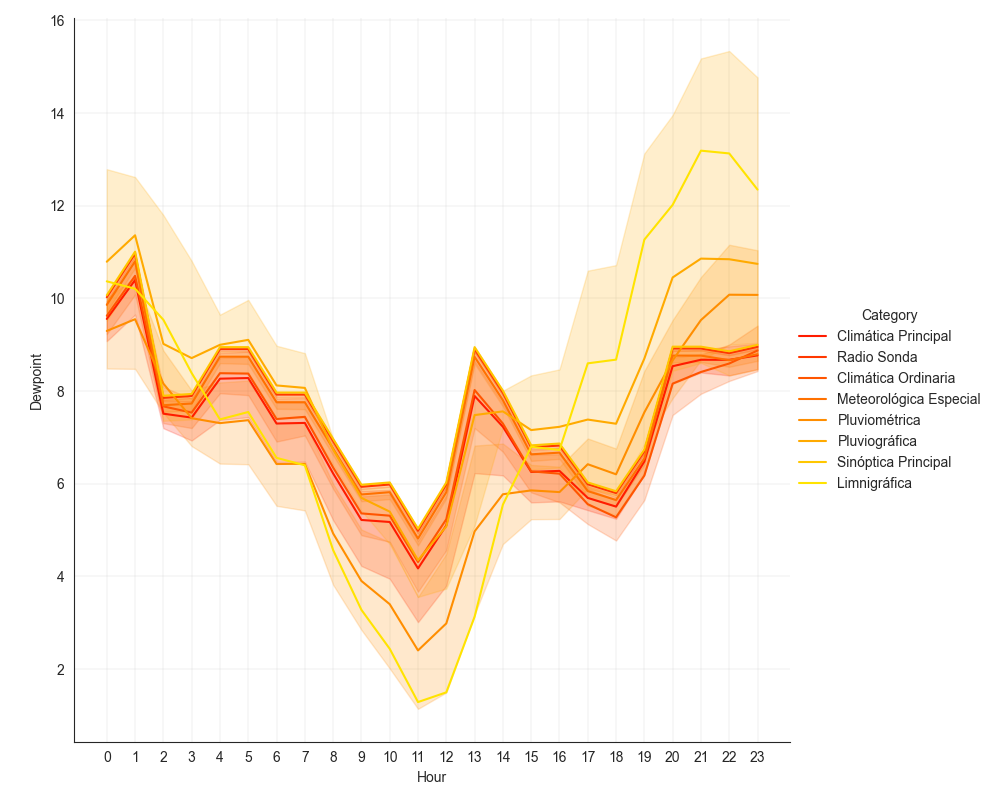 16
14
12
10
8
6
4
2
Dewpoint
0 1 2 3 4 5 6 7 8 9 10 11 12 13 14 15 16 17 18 19 20 21 22 23
Hour
Category
Climática Principal
Radio Sonda
Climática Ordinaria
Meteorológica Especial
Pluviométrica
Pluviográfica
Sinóptica Principal
Limnigráfica